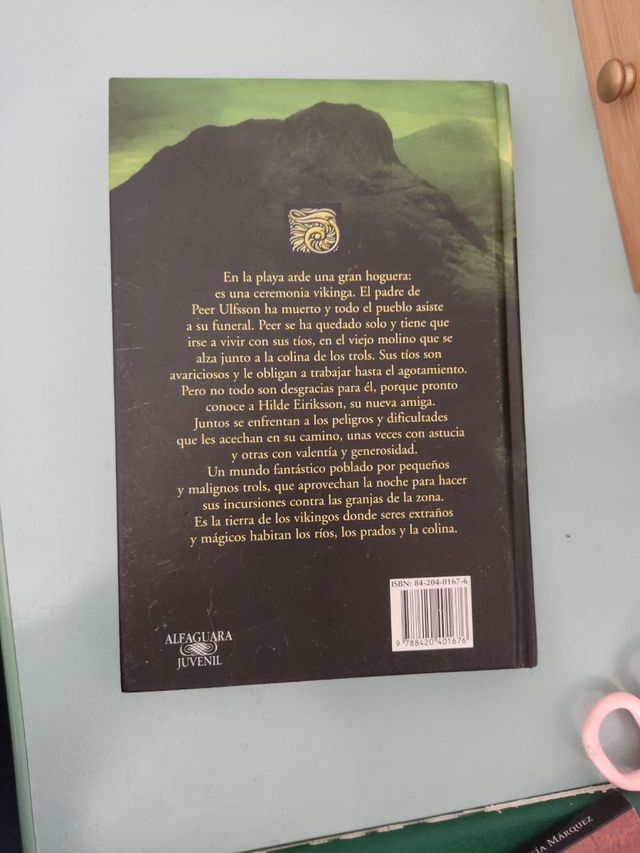 En la playa arde una gran hoguera:
es una ceremonia vikinga. El padre de
Peer Ulfsson ha muerto y todo el pueblo asiste
a su funeral. Peer se ha quedado solo y tiene que
irse a vivir con sus tíos, en el viejo molino que se
alza junto a la colina de los trols. Sus tíos son
avariciosos y le obligan a trabajar hasta el agotamiento.
Pero no todo son desgracias para él, porque pronto
conoce a Hilde Eiriksson, su nueva amiga.
Juntos se enfrentan a los peligros y dificultades
que les acechan en su camino, unas veces con astucia
y otras con valentía y generosidad.
Un mundo fantástico poblado por pequeños
y malignos trols, que aprovechan la noche para hacer
sus incursiones contra las granjas de la zona.
Es la tierra de los vikingos donde seres extraños
y mágicos habitan los ríos, los prados y la colina.
ISBN: 84-204-0167-6
9 788420 401676
ALFAGUARA
JUVENIL
ÍA MÁRQUEZ